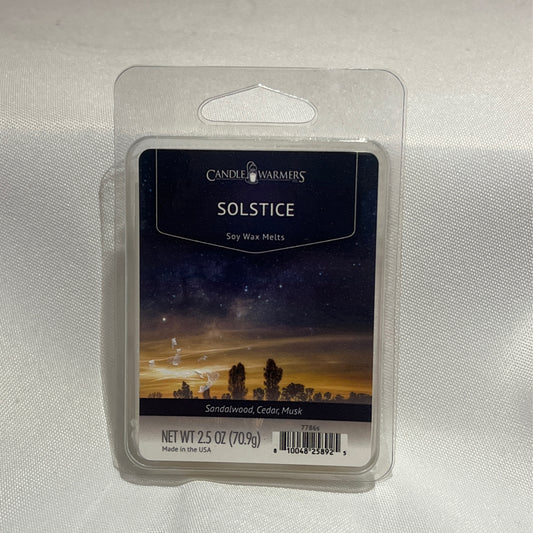 CANDLE WARMERS
SOLSTICE
Soy Wax Melts
Sandalwood, Cedar, Musk
NET WT 2.5 OZ (70.9g)
Made in the USA
7786s
8 10048 25892 5